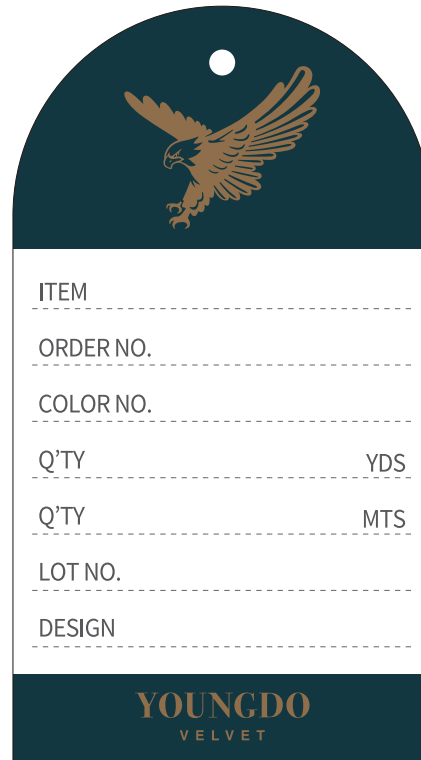 ITEM
ORDER NO.
COLOR NO.
Q’TY YDS
Q’TY MTS
LOT NO.
DESIGN
YOUNGDO
VELVET